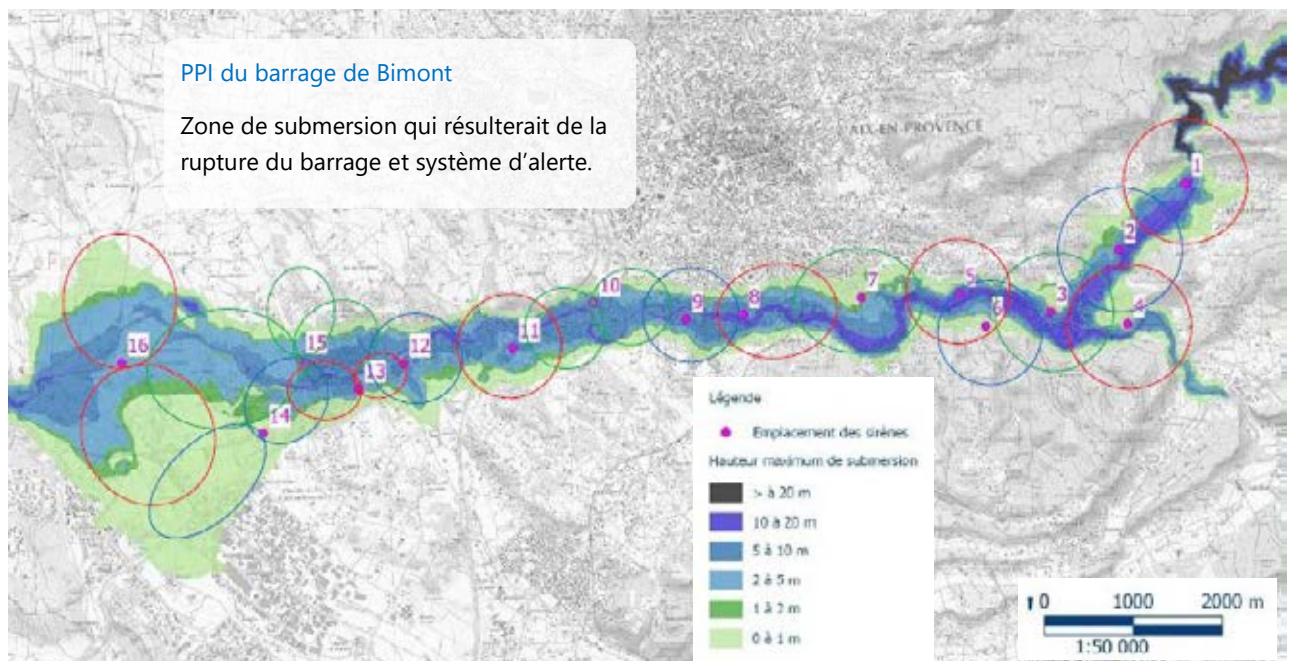 PPI du barrage de Bimont
Zone de submersion qui résulterait de la
rupture du barrage et système d'alerte.
AIX-EN-PROVENCE
1
2
3
4
5
6
7
8
9
10
11
12
13
14
15
16
Légende
Emplacement des sirènes
Hauteur maximum de submersion
> à 20 m
10 à 20 m
5 à 10 m
2 à 5 m
1 à 2 m
0 à 1 m
0 1000 2000 m
1:50 000